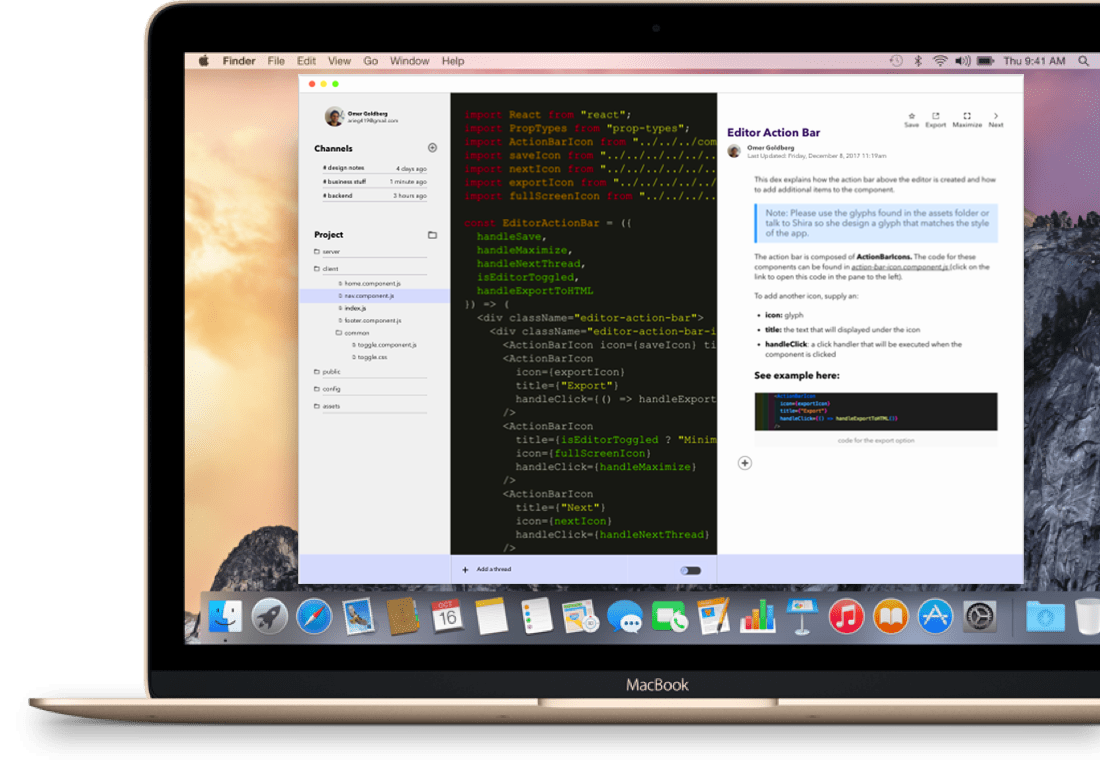 Finder File Edit View Go Window Help Thu 9:41 AM
Omer Goldberg
Channels
# design notes 4 days ago
# business stuff 1 minute ago
# backend 3 hours ago
Project
server
client
home.component.js
nav.component.js
index.js
footer.component.js
common
toggle.component.js
toggle.css
public
config
assets
import React from "react";
import PropTypes from "prop-types";
import ActionBarIcon from "../../../com
import saveIcon from "../../../../../..
import nextIcon from "../../../../../..
import exportIcon from "../../../../../
import fullScreenIcon from "../../../..
const EditorActionBar = ({
handleSave,
handleMaximize,
handleNextThread,
isEditorToggled,
handleExportToHTML
}) => (
<div className="editor-action-bar">
<div className="editor-action-bar-i
<ActionBarIcon icon={saveIcon} ti
<ActionBarIcon
icon={exportIcon}
title={"Export"}
handleClick={() => handleExport
/>
<ActionBarIcon
title={isEditorToggled ? "Minim
icon={fullScreenIcon}
handleClick={handleMaximize}
/>
<ActionBarIcon
title={"Next"}
icon={nextIcon}
handleClick={handleNextThread}
/>
+ Add a thread
Save Export Maximize Next
Editor Action Bar
Omer Goldberg
Last Updated: Friday, December 8, 2017 11:19am
This dex explains how the action bar above the editor is created and how
to add additional items to the component.
Note: Please use the glyphs found in the assets folder or
talk to Shira so she design a glyph that matches the style
of the app.
The action bar is composed of ActionBarIcons. The code for these
components can be found in action-bar-icon.component.js (click on the
link to open this code in the pane to the left).
To add another icon, supply an:
• icon: glyph
• title: the text that will displayed under the icon
• handleClick: a click handler that will be executed when the
component is clicked
See example here:
<ActionBarIcon
icon={exportIcon}
title={"Export"}
handleClick={() => handleExportToHTML()}
/>
code for the export option
OCT
16
MacBook